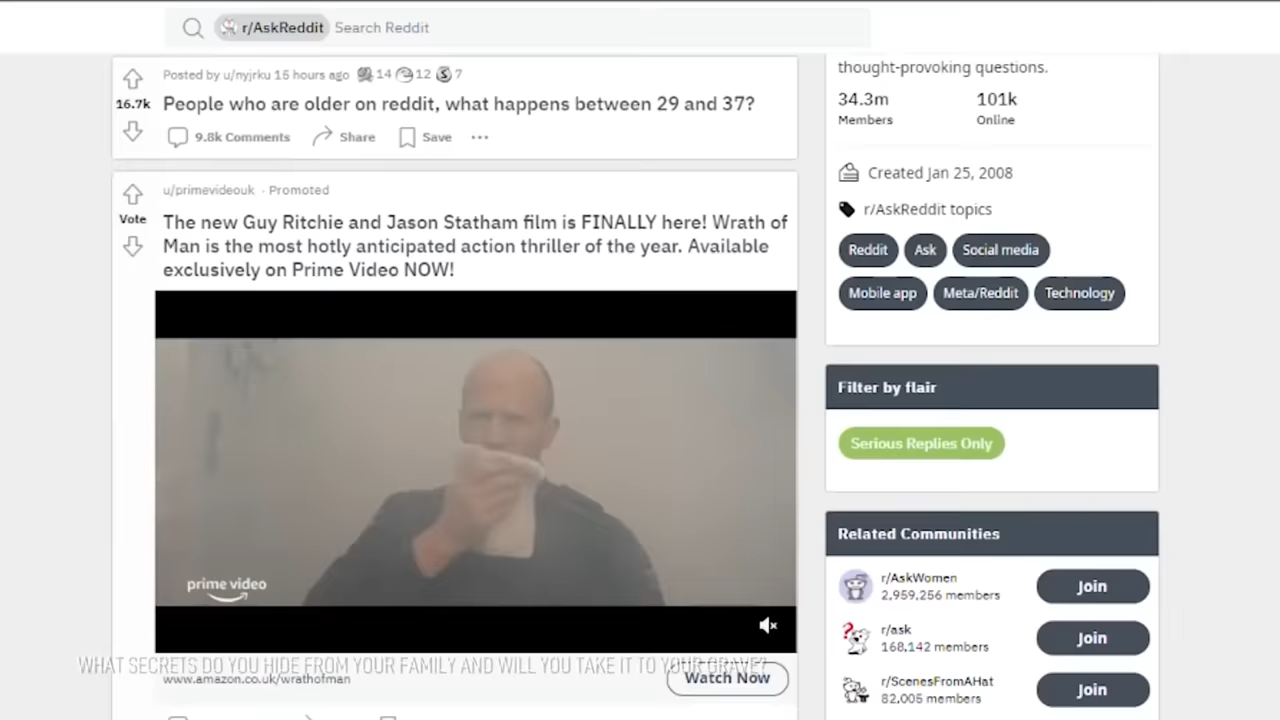 r/AskReddit Search Reddit
Posted by u/nyjrku 15 hours ago 14 12 7
16.7k
People who are older on reddit, what happens between 29 and 37?
9.8k Comments Share Save
u/primevideouk · Promoted
Vote
The new Guy Ritchie and Jason Statham film is FINALLY here! Wrath of
Man is the most hotly anticipated action thriller of the year. Available
exclusively on Prime Video NOW!
prime video
WHAT SECRETS DO YOU HIDE FROM YOUR FAMILY AND WILL YOU TAKE IT TO YOUR GRAVE?
www.amazon.co.uk/wrathofman
Watch Now
thought-provoking questions.
34.3m 101k
Members Online
Created Jan 25, 2008
r/AskReddit topics
Reddit Ask Social media
Mobile app Meta/Reddit Technology
Filter by flair
Serious Replies Only
Related Communities
r/AskWomen
2,959,256 members
Join
r/ask
168,142 members
Join
r/ScenesFromAHat
82,005 members
Join